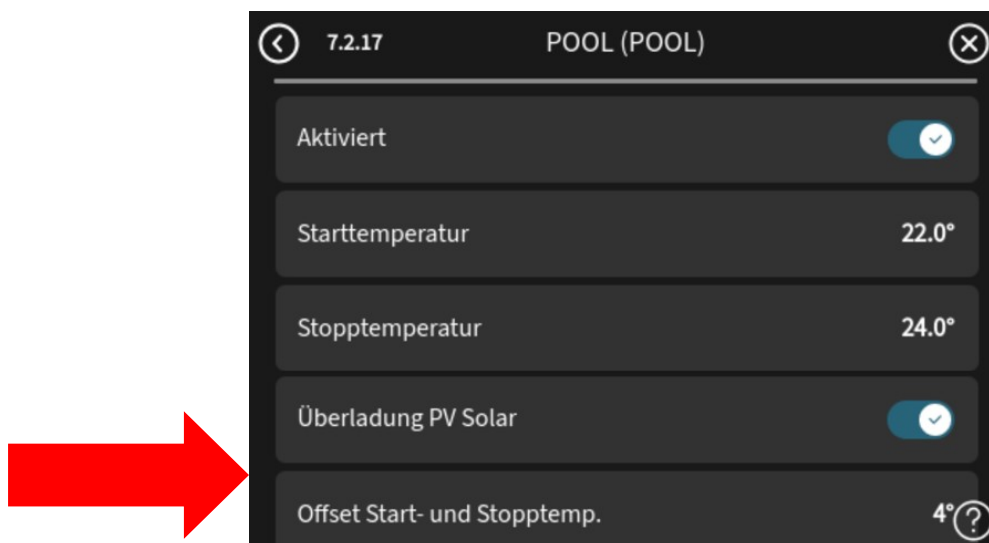 7.2.17 POOL (POOL)
Aktiviert
Starttemperatur 22.0°
Stopptemperatur 24.0°
Überladung PV Solar
Offset Start- und Stopptemp. 4°
?